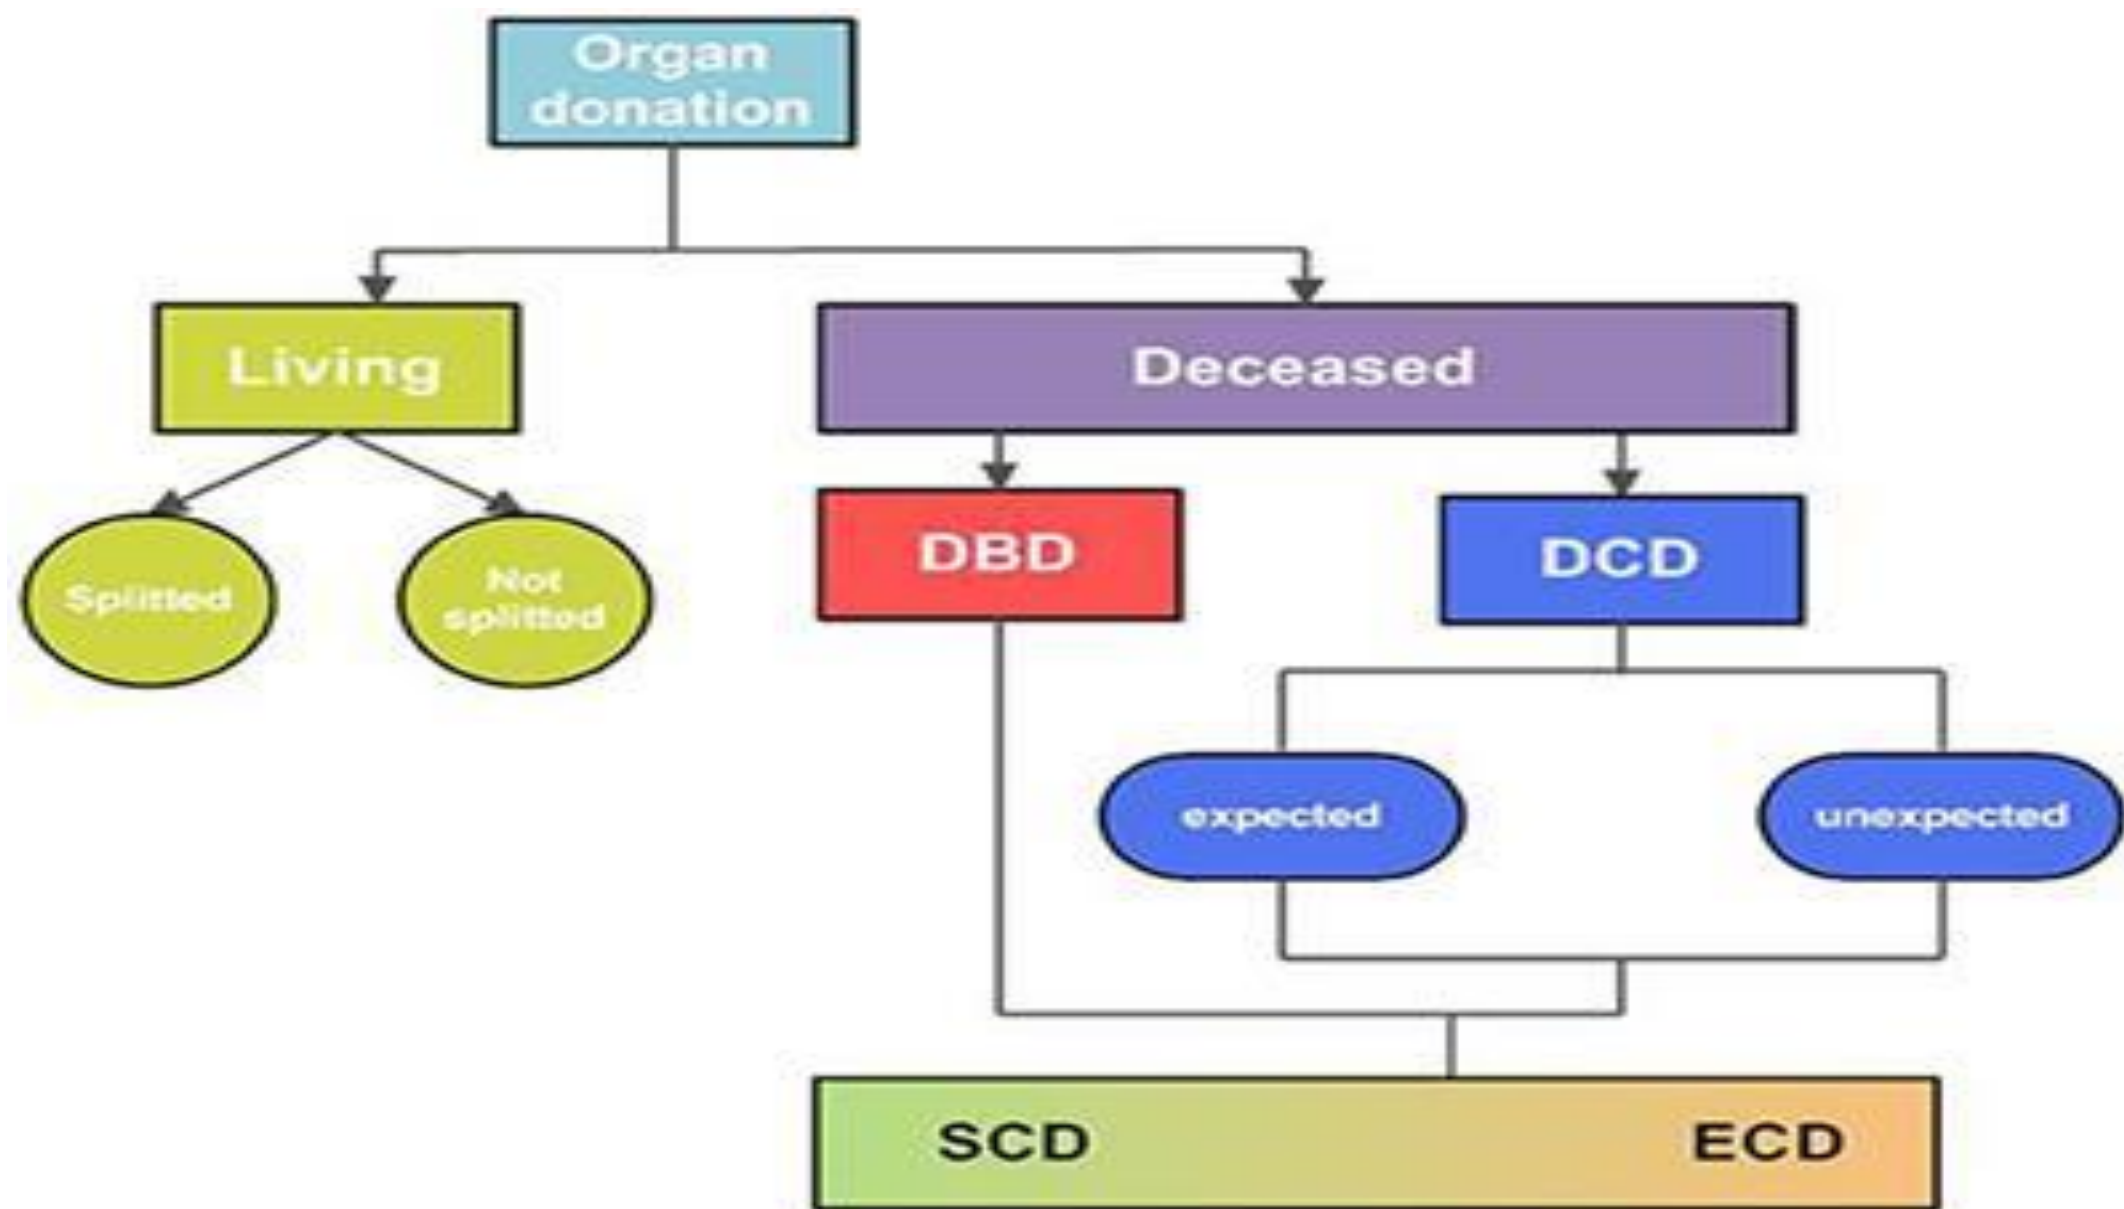 Organ
donation
Living
Deceased
DBD
DCD
Splitted
Not
splitted
expected
unexpected
SCD
ECD